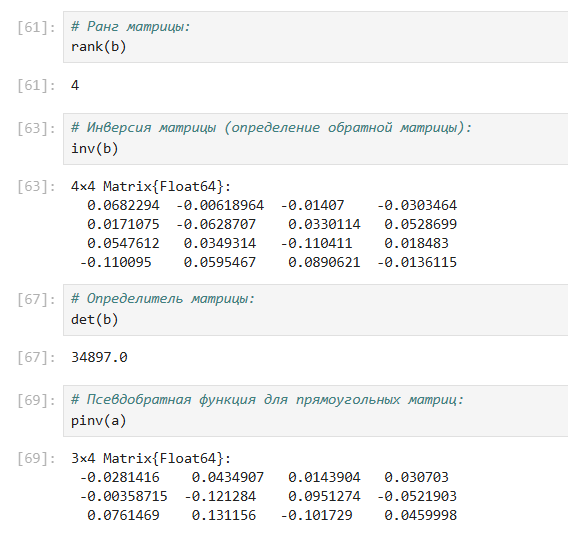 [61]: # Ранг матрицы:
rank(b)
[61]: 4
[63]: # Инверсия матрицы (определение обратной матрицы):
inv(b)
[63]: 4×4 Matrix{Float64}:
0.0682294 -0.00618964 -0.01407 -0.0303464
0.0171075 -0.0628707 0.0330114 0.0528699
0.0547612 0.0349314 -0.110411 0.018483
-0.110095 0.0595467 0.0890621 -0.0136115
[67]: # Определитель матрицы:
det(b)
[67]: 34897.0
[69]: # Псевдобратная функция для прямоугольных матриц:
pinv(a)
[69]: 3×4 Matrix{Float64}:
-0.0281416 0.0434907 0.0143904 0.030703
-0.00358715 -0.121284 0.0951274 -0.0521903
0.0761469 0.131156 -0.101729 0.0459998